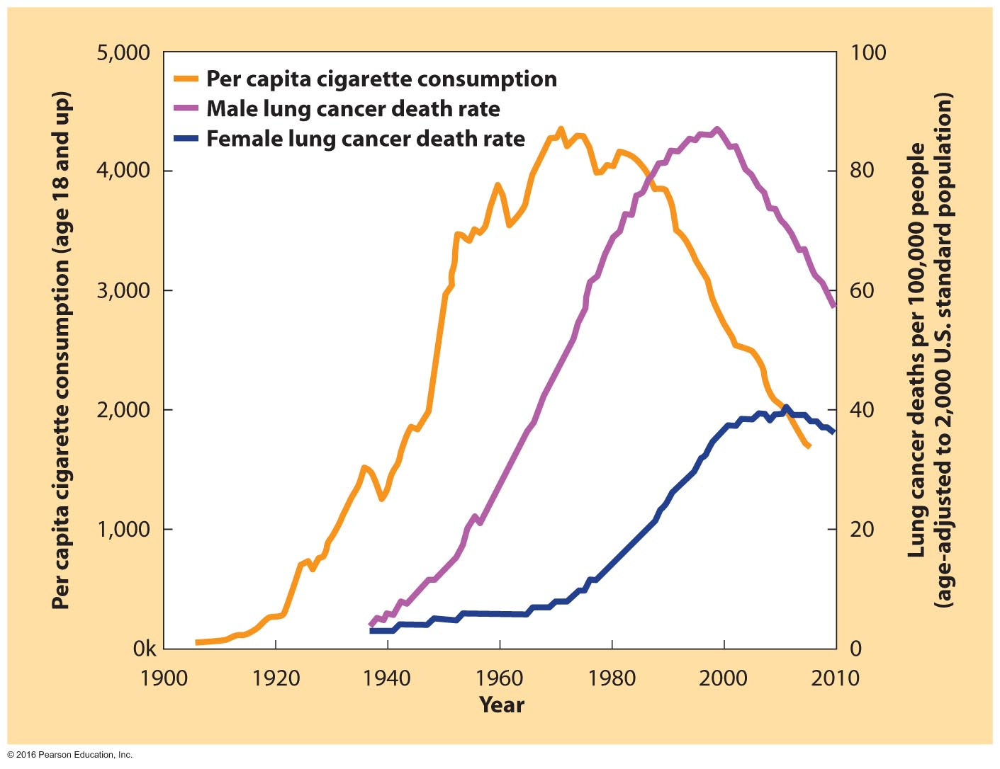 Per capita cigarette consumption (age 18 and up)
5,000
4,000
3,000
2,000
1,000
0k
Per capita cigarette consumption
Male lung cancer death rate
Female lung cancer death rate
100
80
60
40
20
0
Lung cancer deaths per 100,000 people
(age-adjusted to 2,000 U.S. standard population)
1900 1920 1940 1960 1980 2000 2010
Year
© 2016 Pearson Education, Inc.